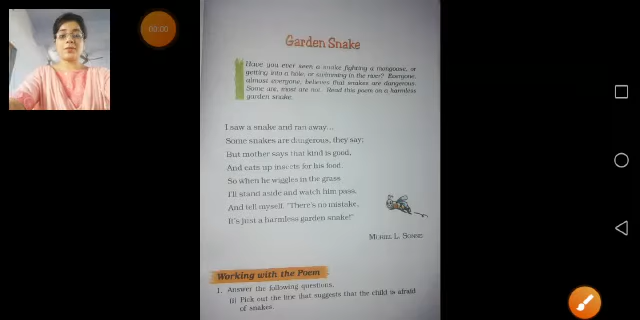 00:00
Garden Snake
Have you ever seen a snake fighting a mongoose, or
getting into a hole, or swimming in the river? Everyone,
almost everyone, believes that snakes are dangerous.
Some are, most are not. Read this poem on a harmless
garden snake.
I saw a snake and ran away...
Some snakes are dangerous, they say;
But mother says that kind is good,
And eats up insects for his food.
So when he wiggles in the grass
I'll stand aside and watch him pass,
And tell myself, "There's no mistake,
It's just a harmless garden snake!"
MURIEL L. SONNE
Working with the Poem
1. Answer the following questions.
(i) Pick out the line that suggests that the child is afraid
of snakes.